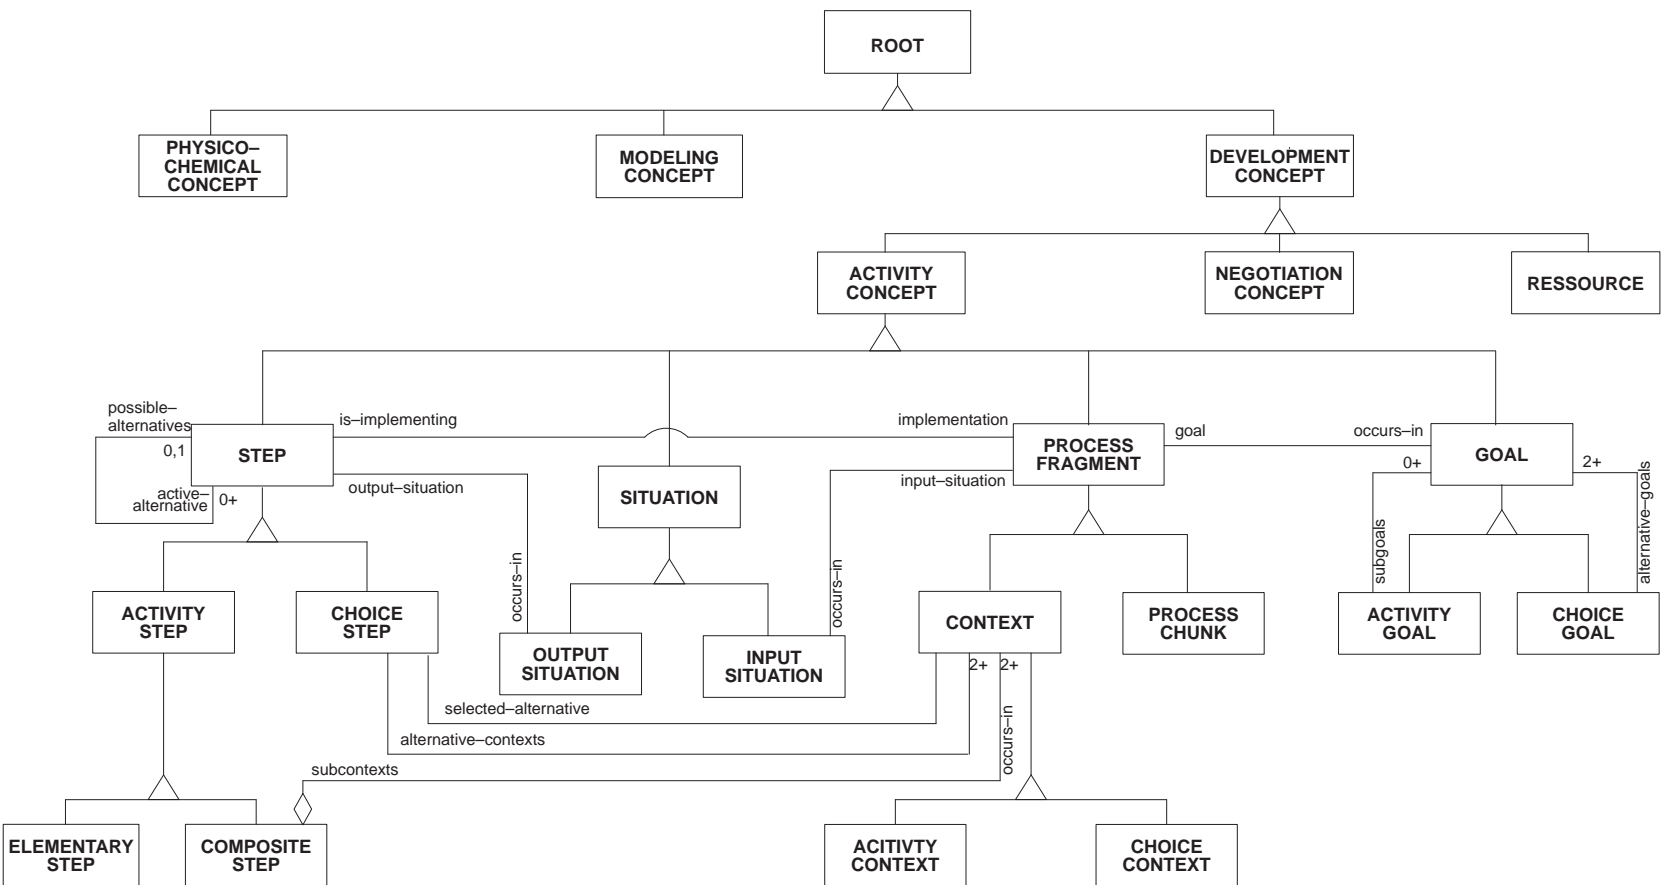 ROOT
PHYSICO–
CHEMICAL
CONCEPT
MODELING
CONCEPT
DEVELOPMENT
CONCEPT
ACTIVITY
CONCEPT
NEGOTIATION
CONCEPT
RESSOURCE
possible–
alternatives
0,1
active–
alternative
0+
STEP
is–implementing
implementation
output–situation
occurs–in
SITUATION
PROCESS
FRAGMENT
input–situation
occurs–in
goal
occurs–in
GOAL
0+
2+
subgoals
alternative–goals
ACTIVITY
STEP
CHOICE
STEP
OUTPUT
SITUATION
INPUT
SITUATION
CONTEXT
PROCESS
CHUNK
ACTIVITY
GOAL
CHOICE
GOAL
2+
2+
selected–alternative
alternative–contexts
subcontexts
occurs–in
ELEMENTARY
STEP
COMPOSITE
STEP
ACITIVTY
CONTEXT
CHOICE
CONTEXT